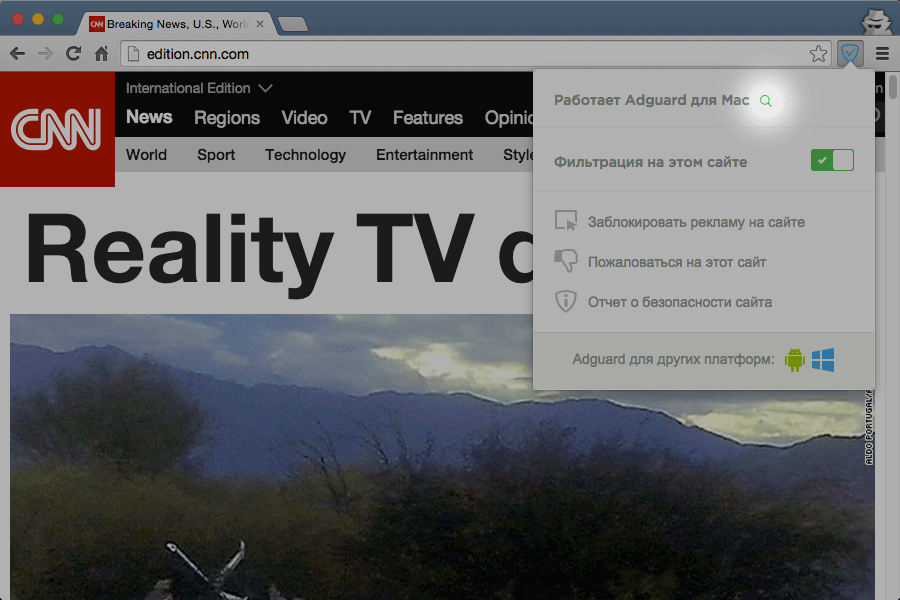 CNN Breaking News, U.S., Worl
edition.cnn.com
CNN
International Edition
News Regions Video TV Features Opinio
World Sport Technology Entertainment Style
Reality TV
Работает Adguard для Mac
Фильтрация на этом сайте
Заблокировать рекламу на сайте
Пожаловаться на этот сайт
Отчет о безопасности сайта
Adguard для других платформ:
ALDO PORTUGAL/